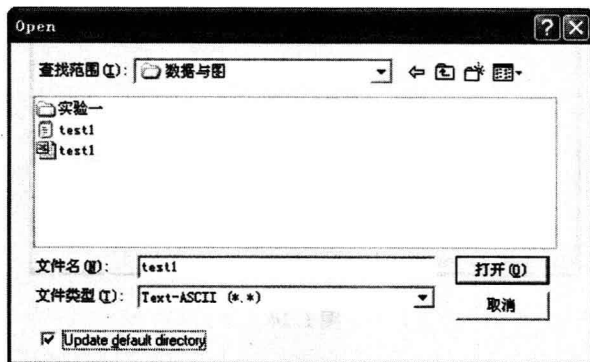 Open
查找范围(I): 数据与图
实验一
test1
test1
文件名(N): test1 打开(O)
文件类型(T): Text-ASCII (*.*) 取消
Update default directory